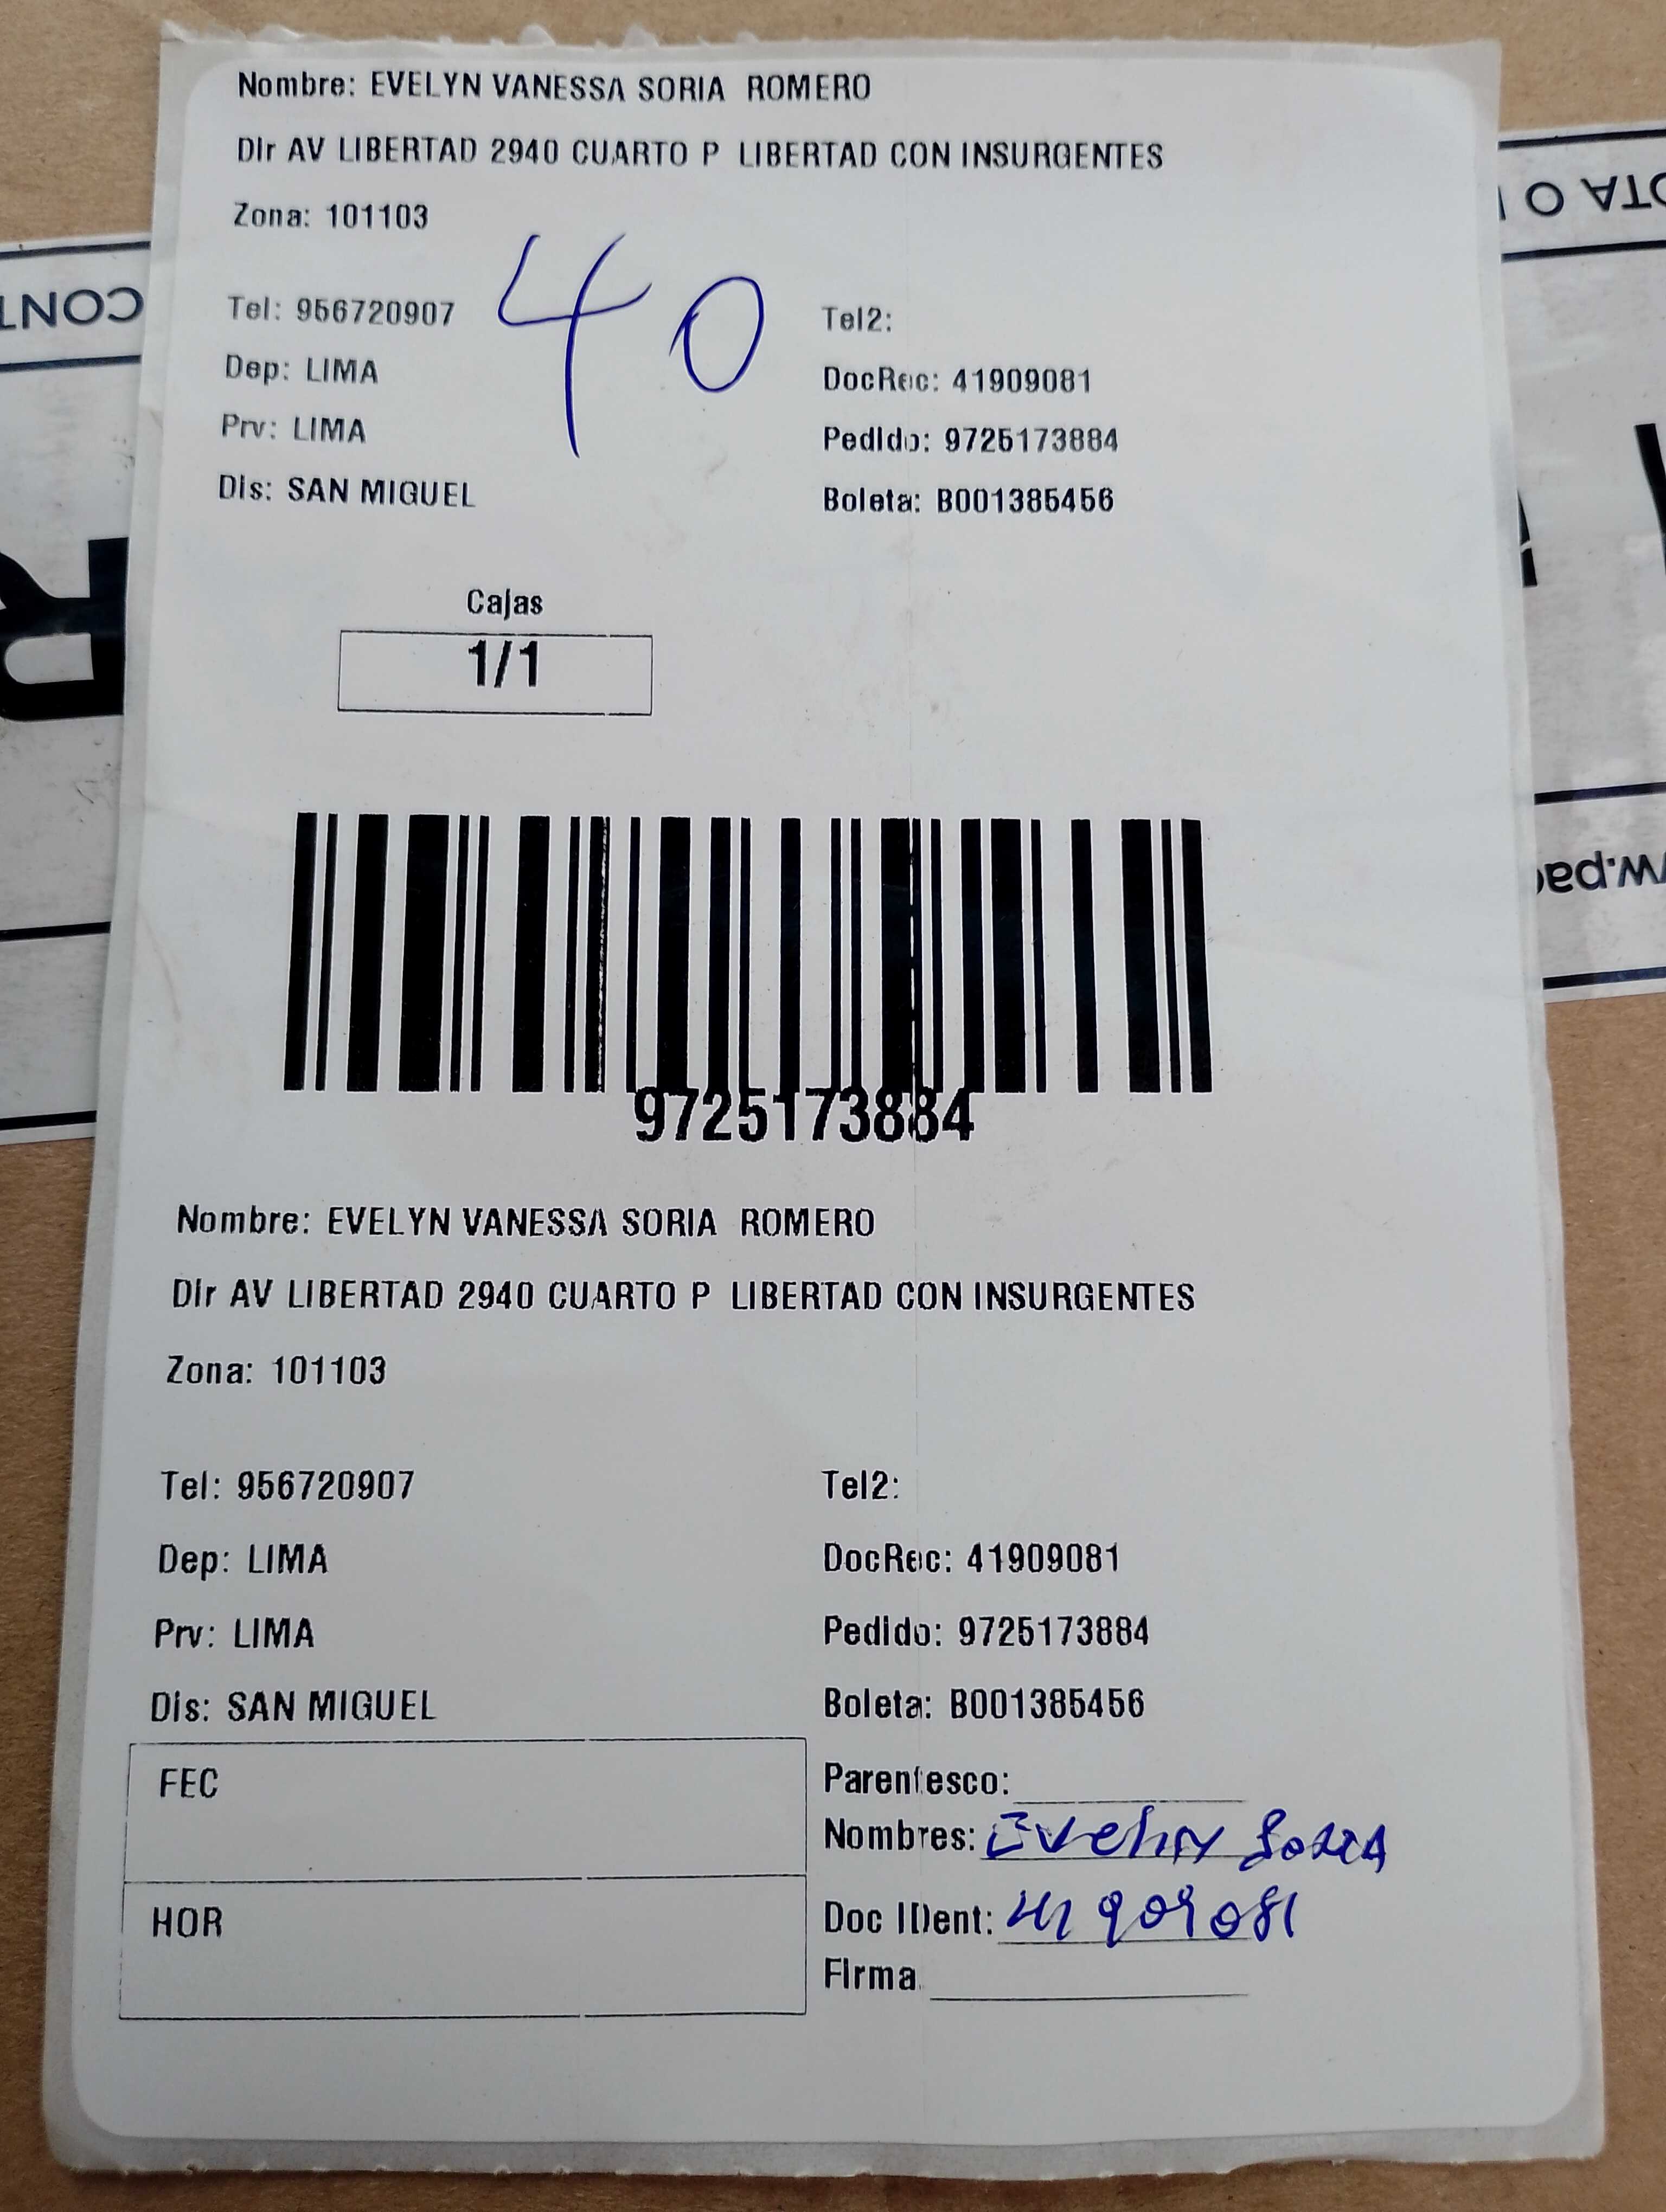 Nombre: EVELYN VANESSA SORIA ROMERO
Dir AV LIBERTAD 2940 CUARTO P LIBERTAD CON INSURGENTES
Zona: 101103
40
Tel: 956720907 Tel2:
Dep: LIMA DocRec: 41909081
Prv: LIMA Pedido: 9725173884
Dis: SAN MIGUEL Boleta: B001385456
Cajas
1/1
9725173884
Nombre: EVELYN VANESSA SORIA ROMERO
Dir AV LIBERTAD 2940 CUARTO P LIBERTAD CON INSURGENTES
Zona: 101103
Tel: 956720907 Tel2:
Dep: LIMA DocRec: 41909081
Prv: LIMA Pedido: 9725173884
Dis: SAN MIGUEL Boleta: B001385456
FEC
HOR
Parentesco:
Nombres: Evelyn Soria
Doc IDent: 41909081
Firma